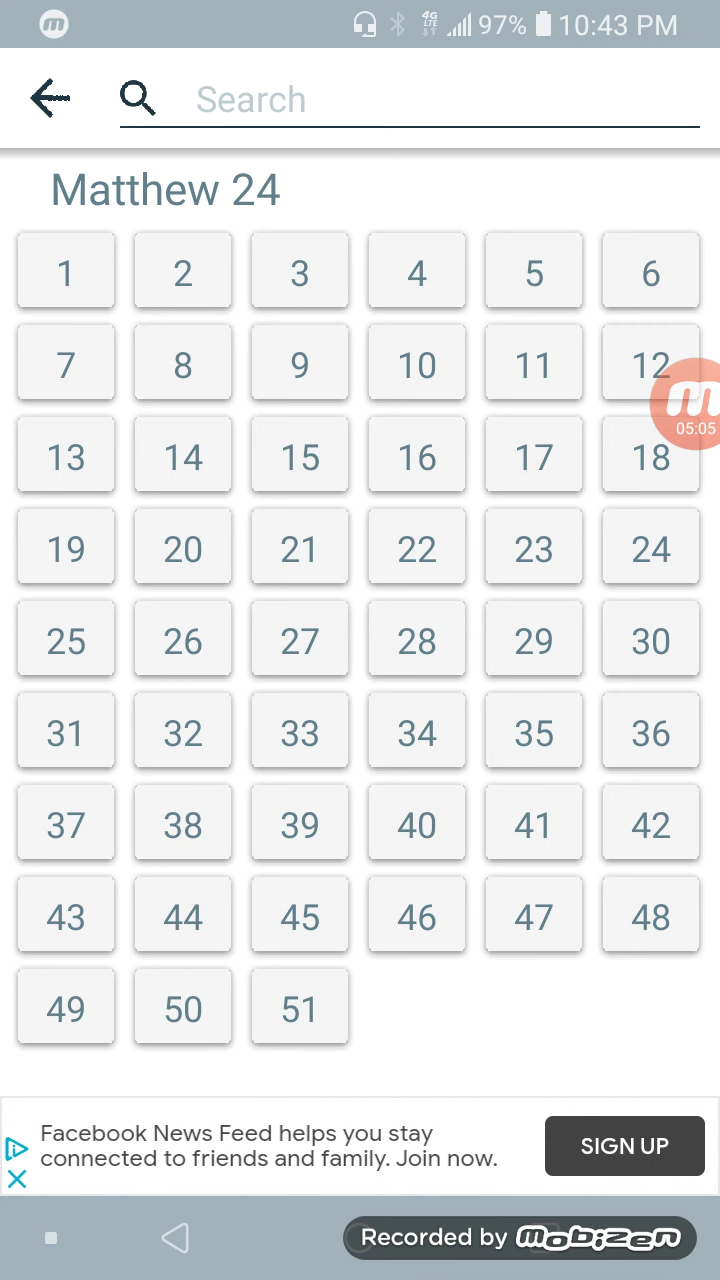 4G LTE 97% 10:43 PM
Search
Matthew 24
1 2 3 4 5 6
7 8 9 10 11 12
13 14 15 16 17 18
19 20 21 22 23 24
25 26 27 28 29 30
31 32 33 34 35 36
37 38 39 40 41 42
43 44 45 46 47 48
49 50 51
m
05:05
Facebook News Feed helps you stay
connected to friends and family. Join now.
SIGN UP
Recorded by mobizen